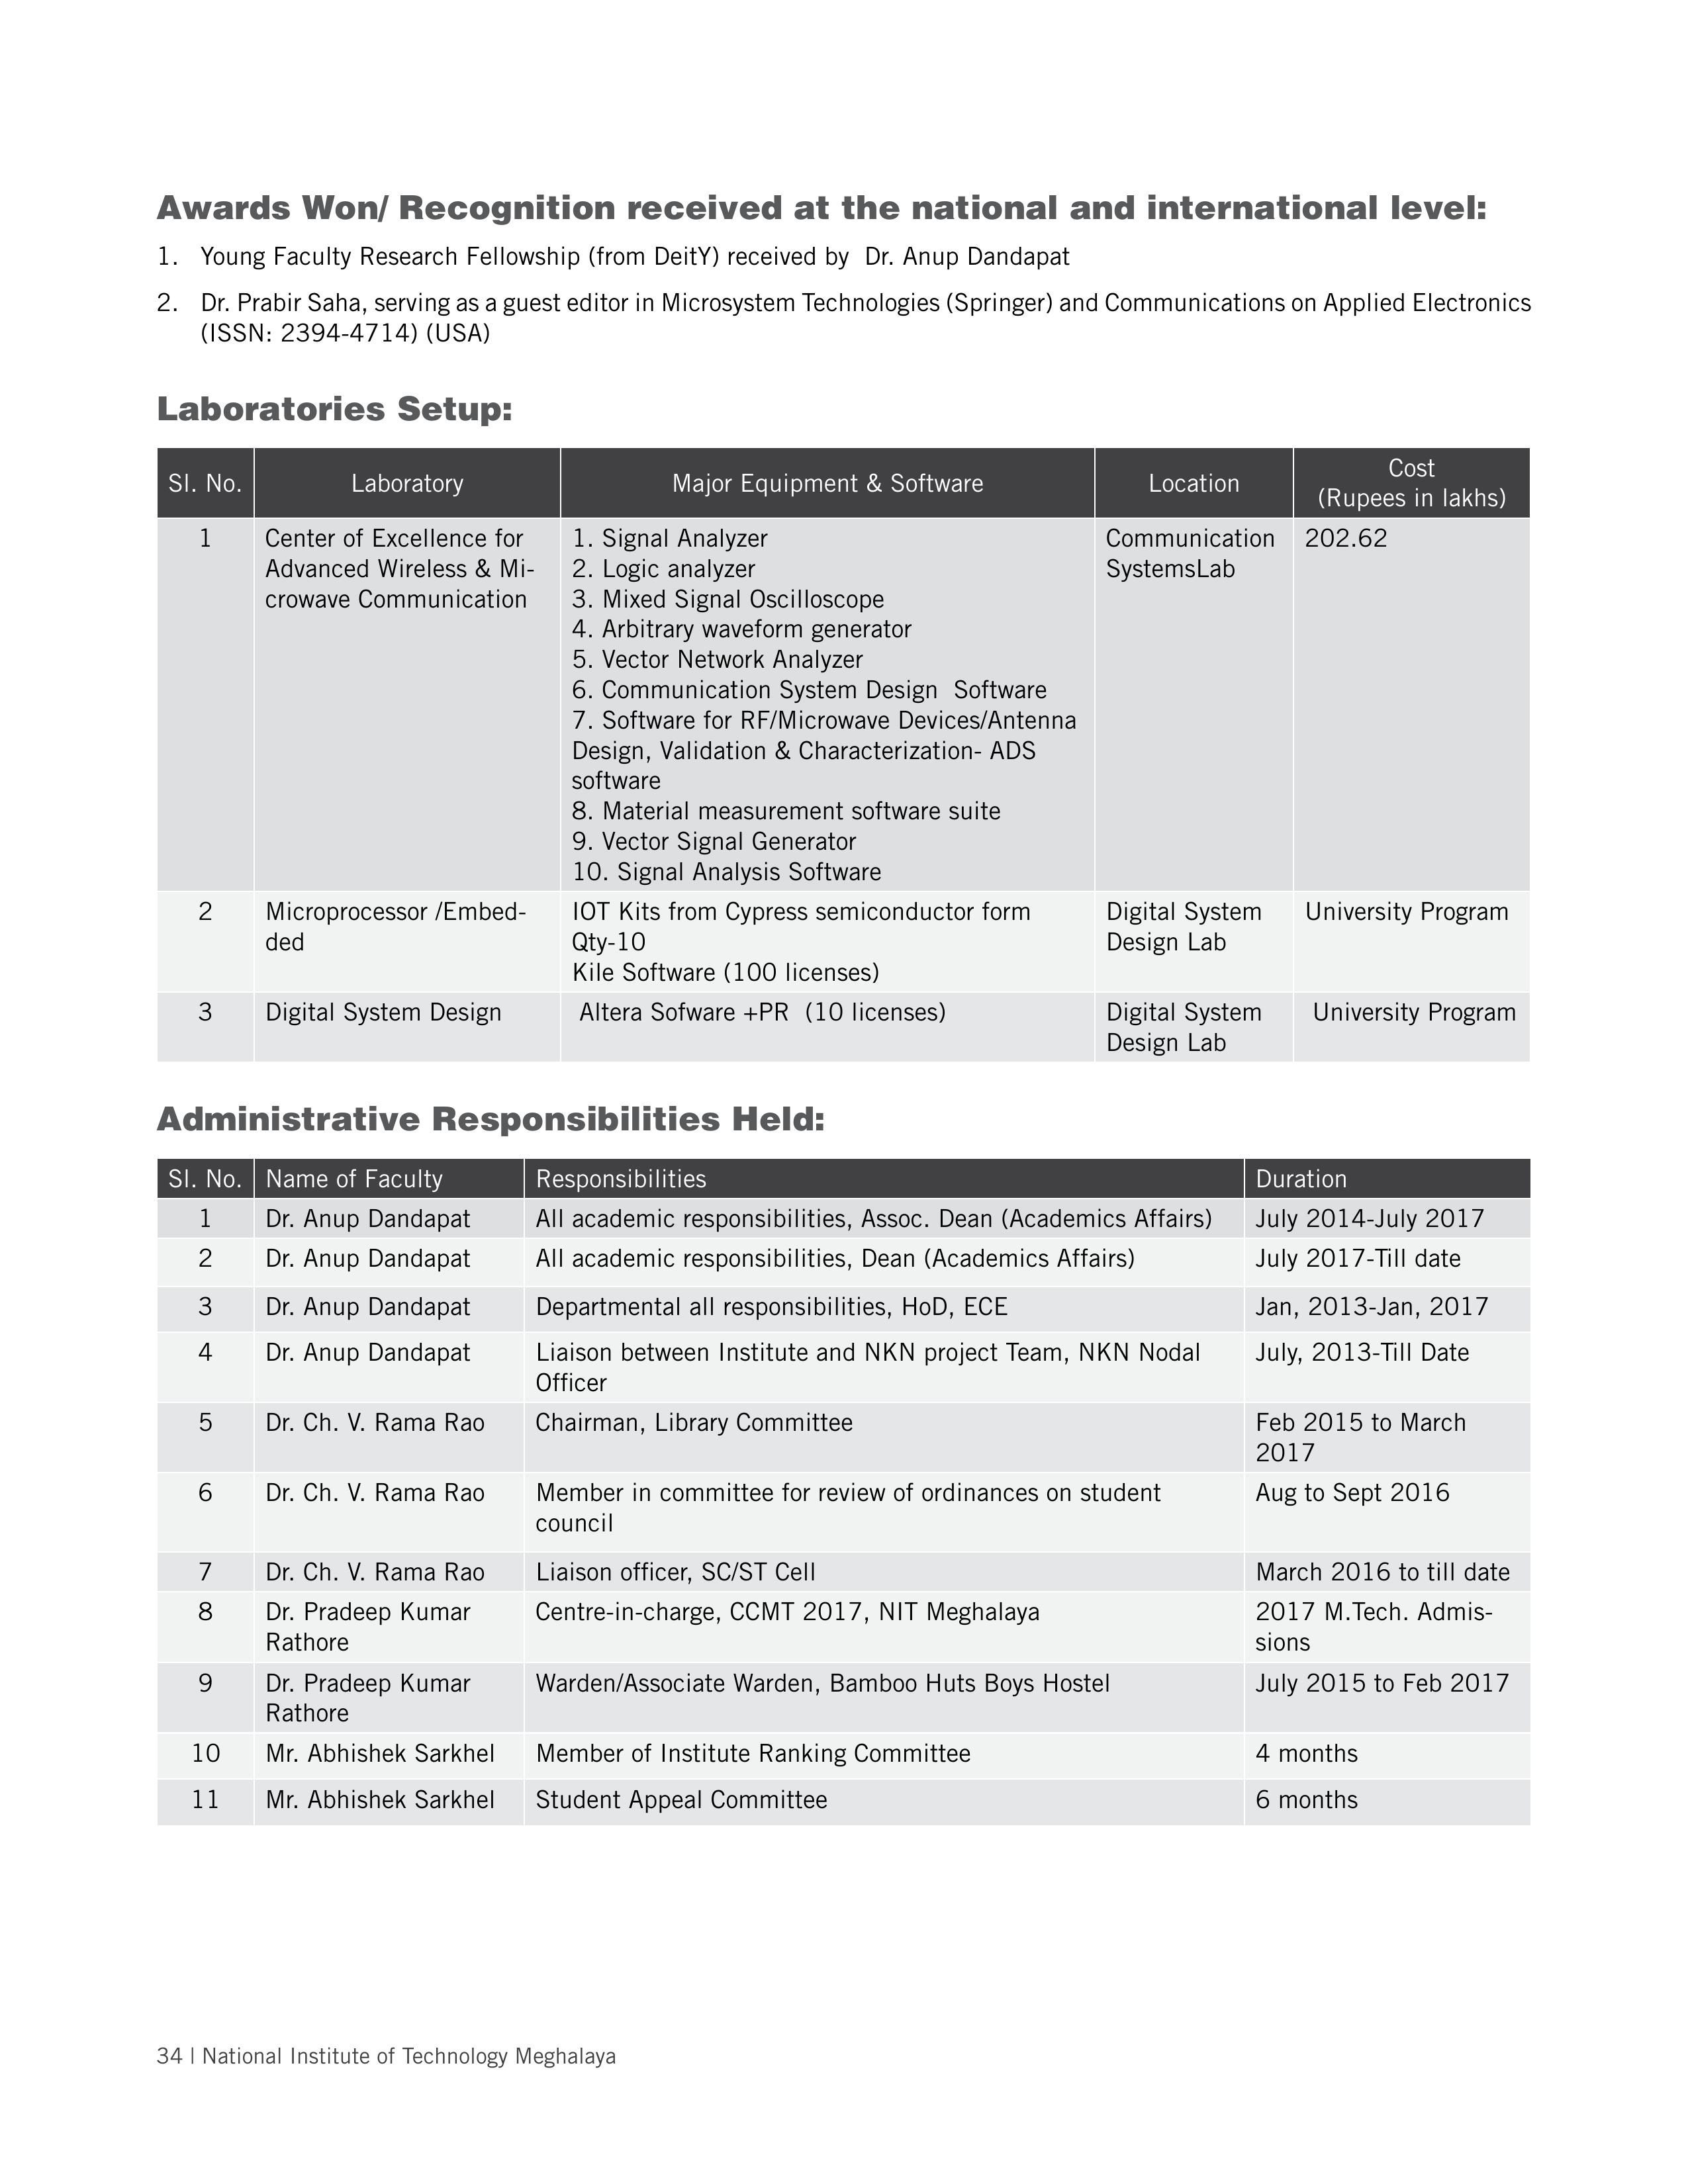 Awards Won/ Recognition received at the national and international level:
1. Young Faculty Research Fellowship (from DeitY) received by  Dr. Anup Dandapat
2. Dr. Prabir Saha, serving as a guest editor in Microsystem Technologies (Springer) and Communications on Applied Electronics
(ISSN: 2394-4714) (USA)
Laboratories Setup:
Sl. No. Laboratory Major Equipment & Software Location Cost
(Rupees in lakhs)
1 Center of Excellence for 1. Signal Analyzer Communication 202.62
Advanced Wireless & Mi- 2. Logic analyzer SystemsLab
crowave Communication 3. Mixed Signal Oscilloscope
4. Arbitrary waveform generator
5. Vector Network Analyzer
6. Communication System Design  Software
7. Software for RF/Microwave Devices/Antenna
Design, Validation & Characterization- ADS
software
8. Material measurement software suite
9. Vector Signal Generator
10. Signal Analysis Software
2 Microprocessor /Embed- IOT Kits from Cypress semiconductor form Digital System University Program
ded Qty-10 Design Lab
Kile Software (100 licenses)
3 Digital System Design Altera Sofware +PR  (10 licenses) Digital System University Program
Design Lab
Administrative Responsibilities Held:
Sl. No. Name of Faculty Responsibilities Duration
1 Dr. Anup Dandapat All academic responsibilities, Assoc. Dean (Academics Affairs) July 2014-July 2017
2 Dr. Anup Dandapat All academic responsibilities, Dean (Academics Affairs) July 2017-Till date
3 Dr. Anup Dandapat Departmental all responsibilities, HoD, ECE Jan, 2013-Jan, 2017
4 Dr. Anup Dandapat Liaison between Institute and NKN project Team, NKN Nodal July, 2013-Till Date
Officer
5 Dr. Ch. V. Rama Rao Chairman, Library Committee Feb 2015 to March
2017
6 Dr. Ch. V. Rama Rao Member in committee for review of ordinances on student Aug to Sept 2016
council
7 Dr. Ch. V. Rama Rao Liaison officer, SC/ST Cell March 2016 to till date
8 Dr. Pradeep Kumar Centre-in-charge, CCMT 2017, NIT Meghalaya 2017 M.Tech. Admis-
Rathore sions
9 Dr. Pradeep Kumar Warden/Associate Warden, Bamboo Huts Boys Hostel July 2015 to Feb 2017
Rathore
10 Mr. Abhishek Sarkhel Member of Institute Ranking Committee 4 months
11 Mr. Abhishek Sarkhel Student Appeal Committee 6 months
34 | National Institute of Technology Meghalaya